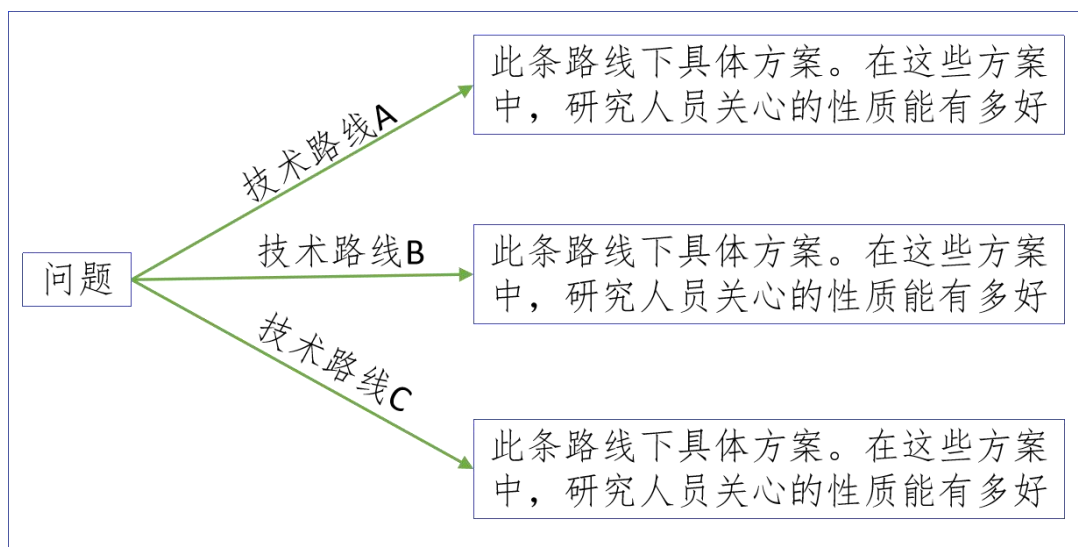 此条路线下具体方案。在这些方案
中，研究人员关心的性质能有多好
技术路线A
技术路线B
此条路线下具体方案。在这些方案
中，研究人员关心的性质能有多好
问题
技术路线C
此条路线下具体方案。在这些方案
中，研究人员关心的性质能有多好